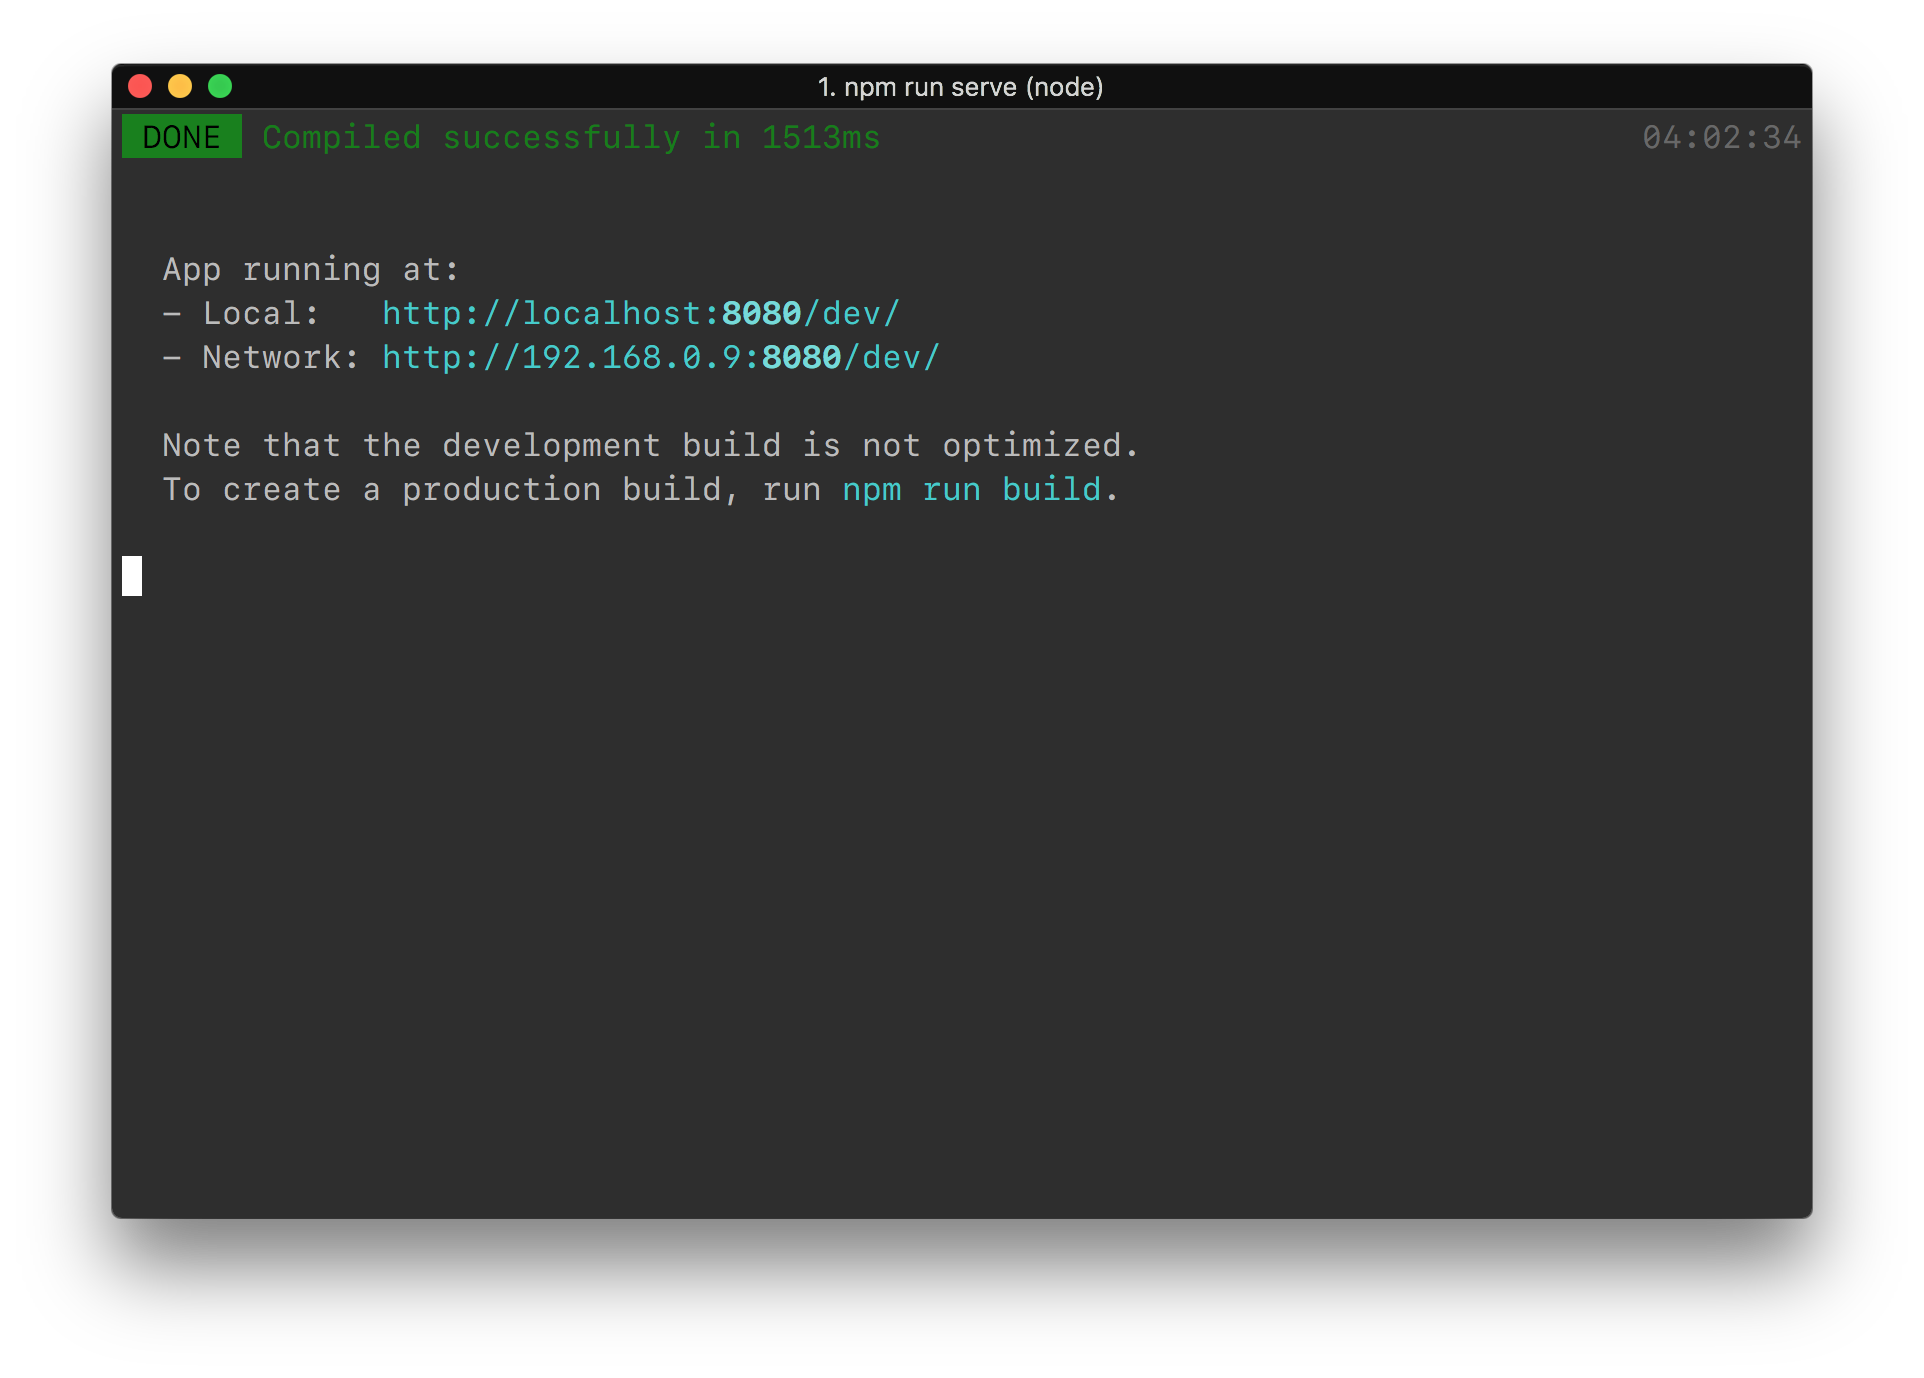 1. npm run serve (node)
DONE Compiled successfully in 1513ms 04:02:34
App running at:
- Local: http://localhost:8080/dev/
- Network: http://192.168.0.9:8080/dev/
Note that the development build is not optimized.
To create a production build, run npm run build.